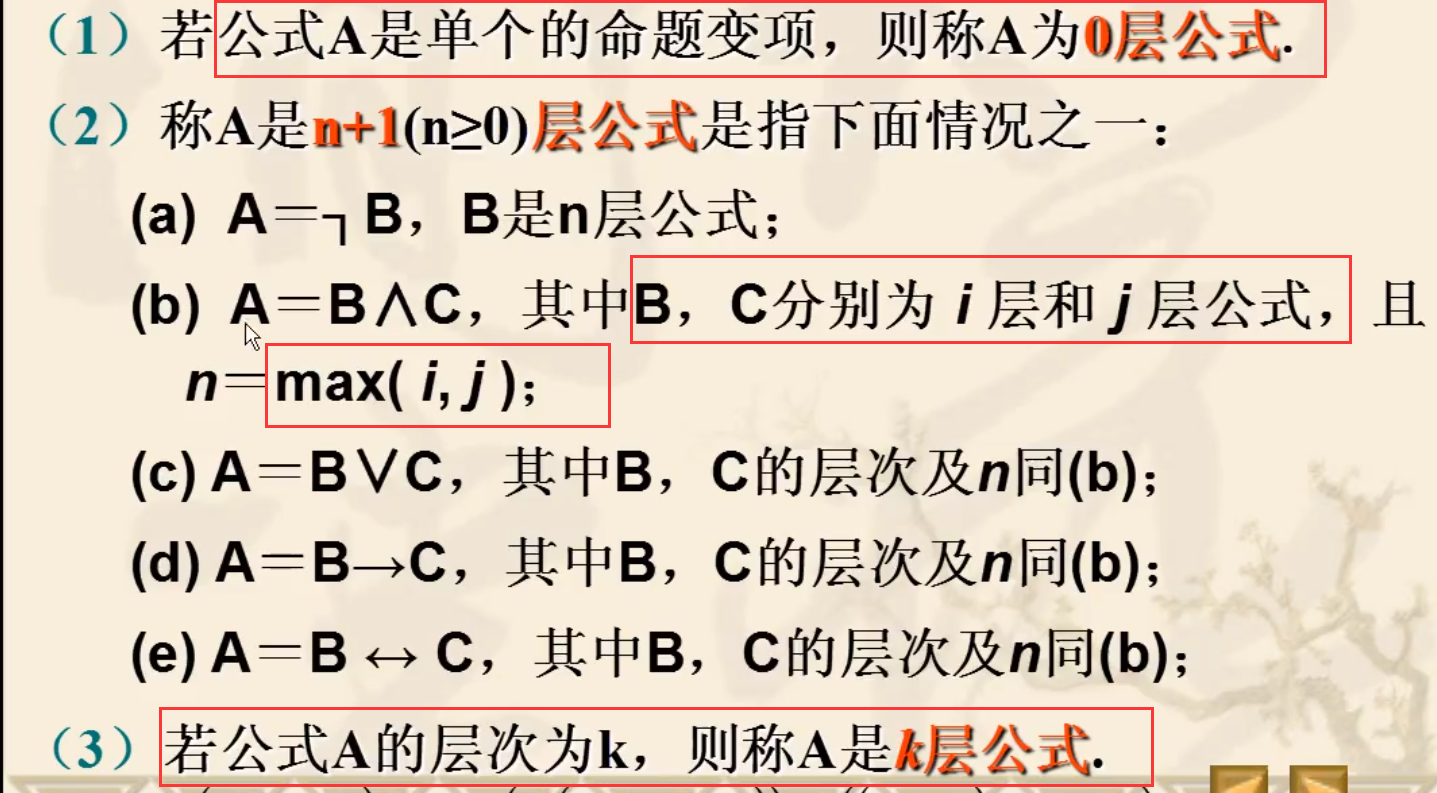 （1）若公式A是单个的命题变项，则称A为0层公式.
（2）称A是n+1(n≥0)层公式是指下面情况之一：
(a) A＝┐B，B是n层公式；
(b) A＝B∧C，其中B，C分别为 i 层和 j 层公式，且
n＝max( i, j )；
(c) A＝B∨C，其中B，C的层次及n同(b)；
(d) A＝B→C，其中B，C的层次及n同(b)；
(e) A＝B ↔ C，其中B，C的层次及n同(b)；
（3）若公式A的层次为k，则称A是k层公式.